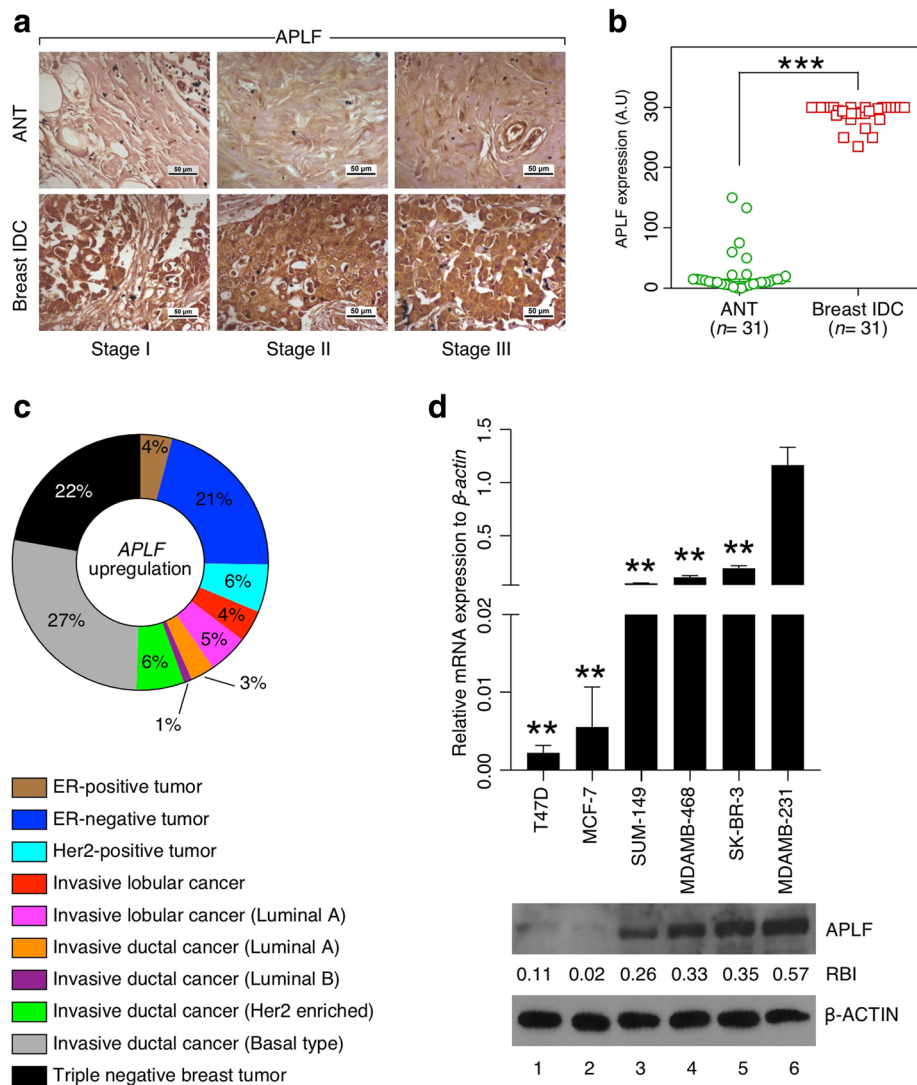 a
APLF
ANT
50 µm
50 µm
50 µm
Breast IDC
50 µm
50 µm
50 µm
Stage I
Stage II
Stage III
b
APLF expression (A.U)
300
200
100
0
***
ANT
(n= 31)
Breast IDC
(n= 31)
c
APLF
upregulation
4%
21%
6%
4%
5%
3%
1%
6%
27%
22%
ER-positive tumor
ER-negative tumor
Her2-positive tumor
Invasive lobular cancer
Invasive lobular cancer (Luminal A)
Invasive ductal cancer (Luminal A)
Invasive ductal cancer (Luminal B)
Invasive ductal cancer (Her2 enriched)
Invasive ductal cancer (Basal type)
Triple negative breast tumor
d
Relative mRNA expression to β-actin
1.5
1.0
0.5
0.02
0.01
0.00
**
**
**
**
**
T47D
MCF-7
SUM-149
MDAMB-468
SK-BR-3
MDAMB-231
APLF
0.11 0.02 0.26 0.33 0.35 0.57 RBI
β-ACTIN
1 2 3 4 5 6